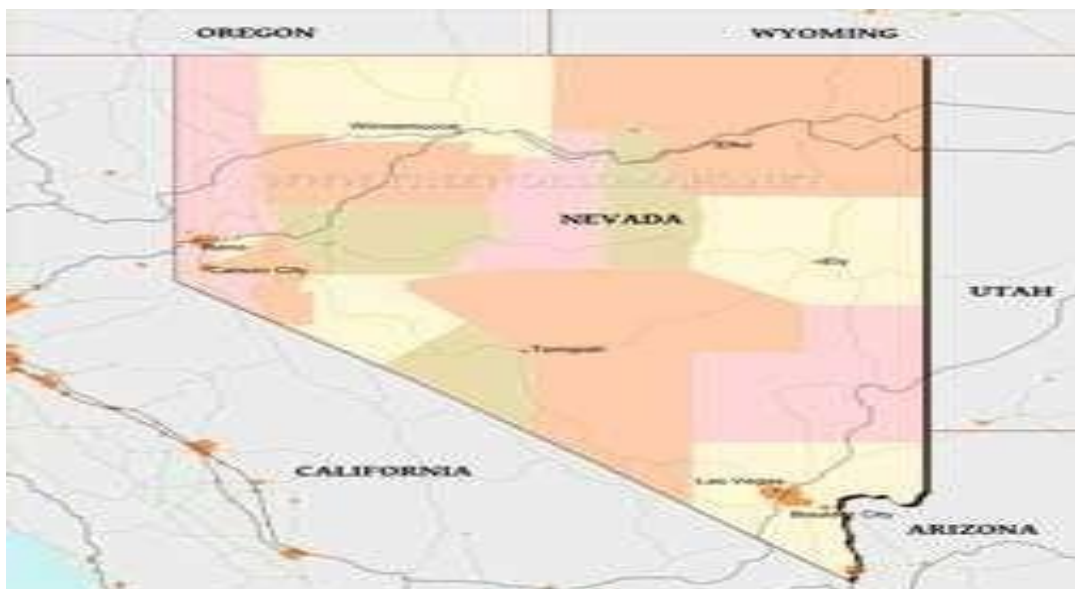 OREGON
WYOMING
Winnemucca
Elko
NEVADA
Reno
Carson City
Ely
UTAH
Tonopah
CALIFORNIA
Las Vegas
Boulder City
ARIZONA